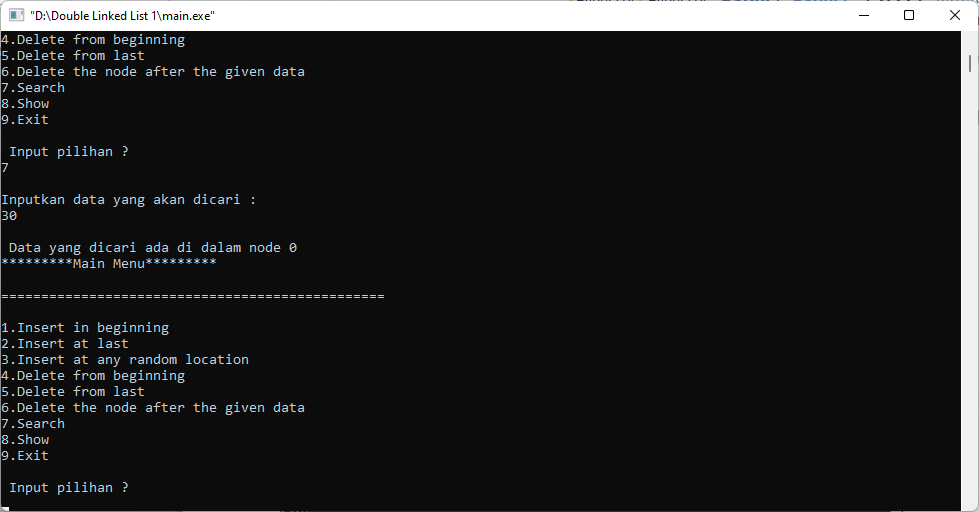 "D:\Double Linked List 1\main.exe"
4.Delete from beginning
5.Delete from last
6.Delete the node after the given data
7.Search
8.Show
9.Exit
Input pilihan ?
7
Inputkan data yang akan dicari :
30
Data yang dicari ada di dalam node 0
*********Main Menu*********
================================================
1.Insert in beginning
2.Insert at last
3.Insert at any random location
4.Delete from beginning
5.Delete from last
6.Delete the node after the given data
7.Search
8.Show
9.Exit
Input pilihan ?